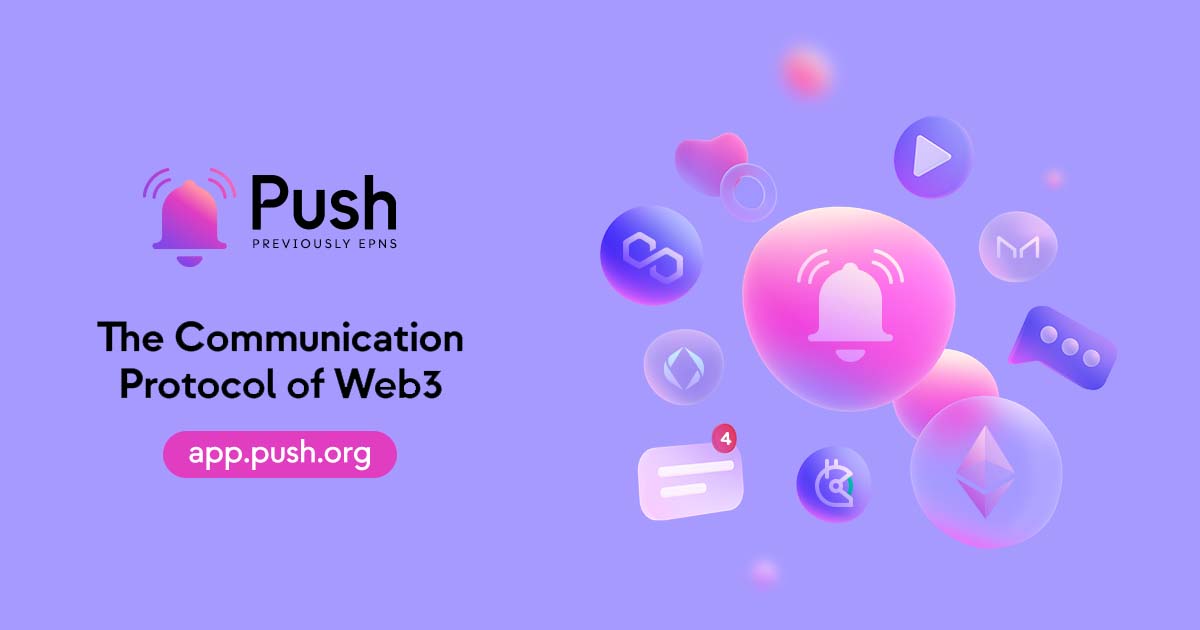 Push
PREVIOUSLY EPNS
The Communication
Protocol of Web3
app.push.org
4